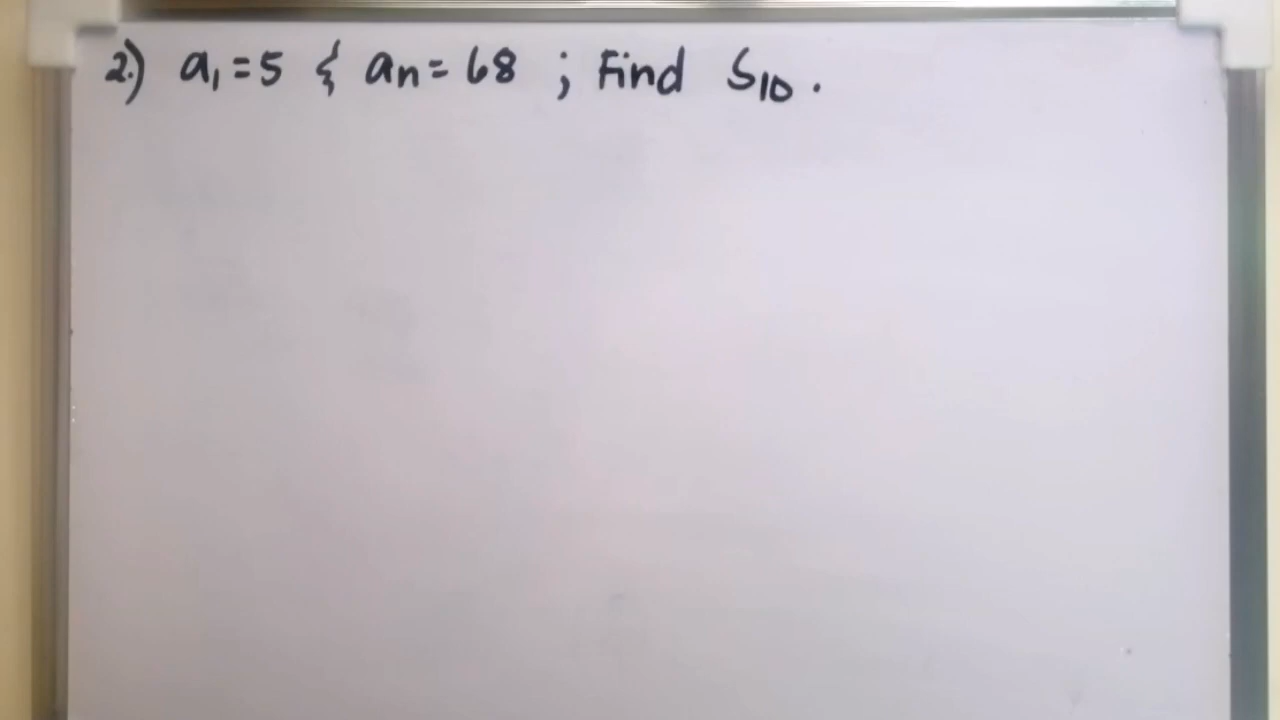 2.) a₁ = 5 & aₙ = 68 ; Find S₁₀ .